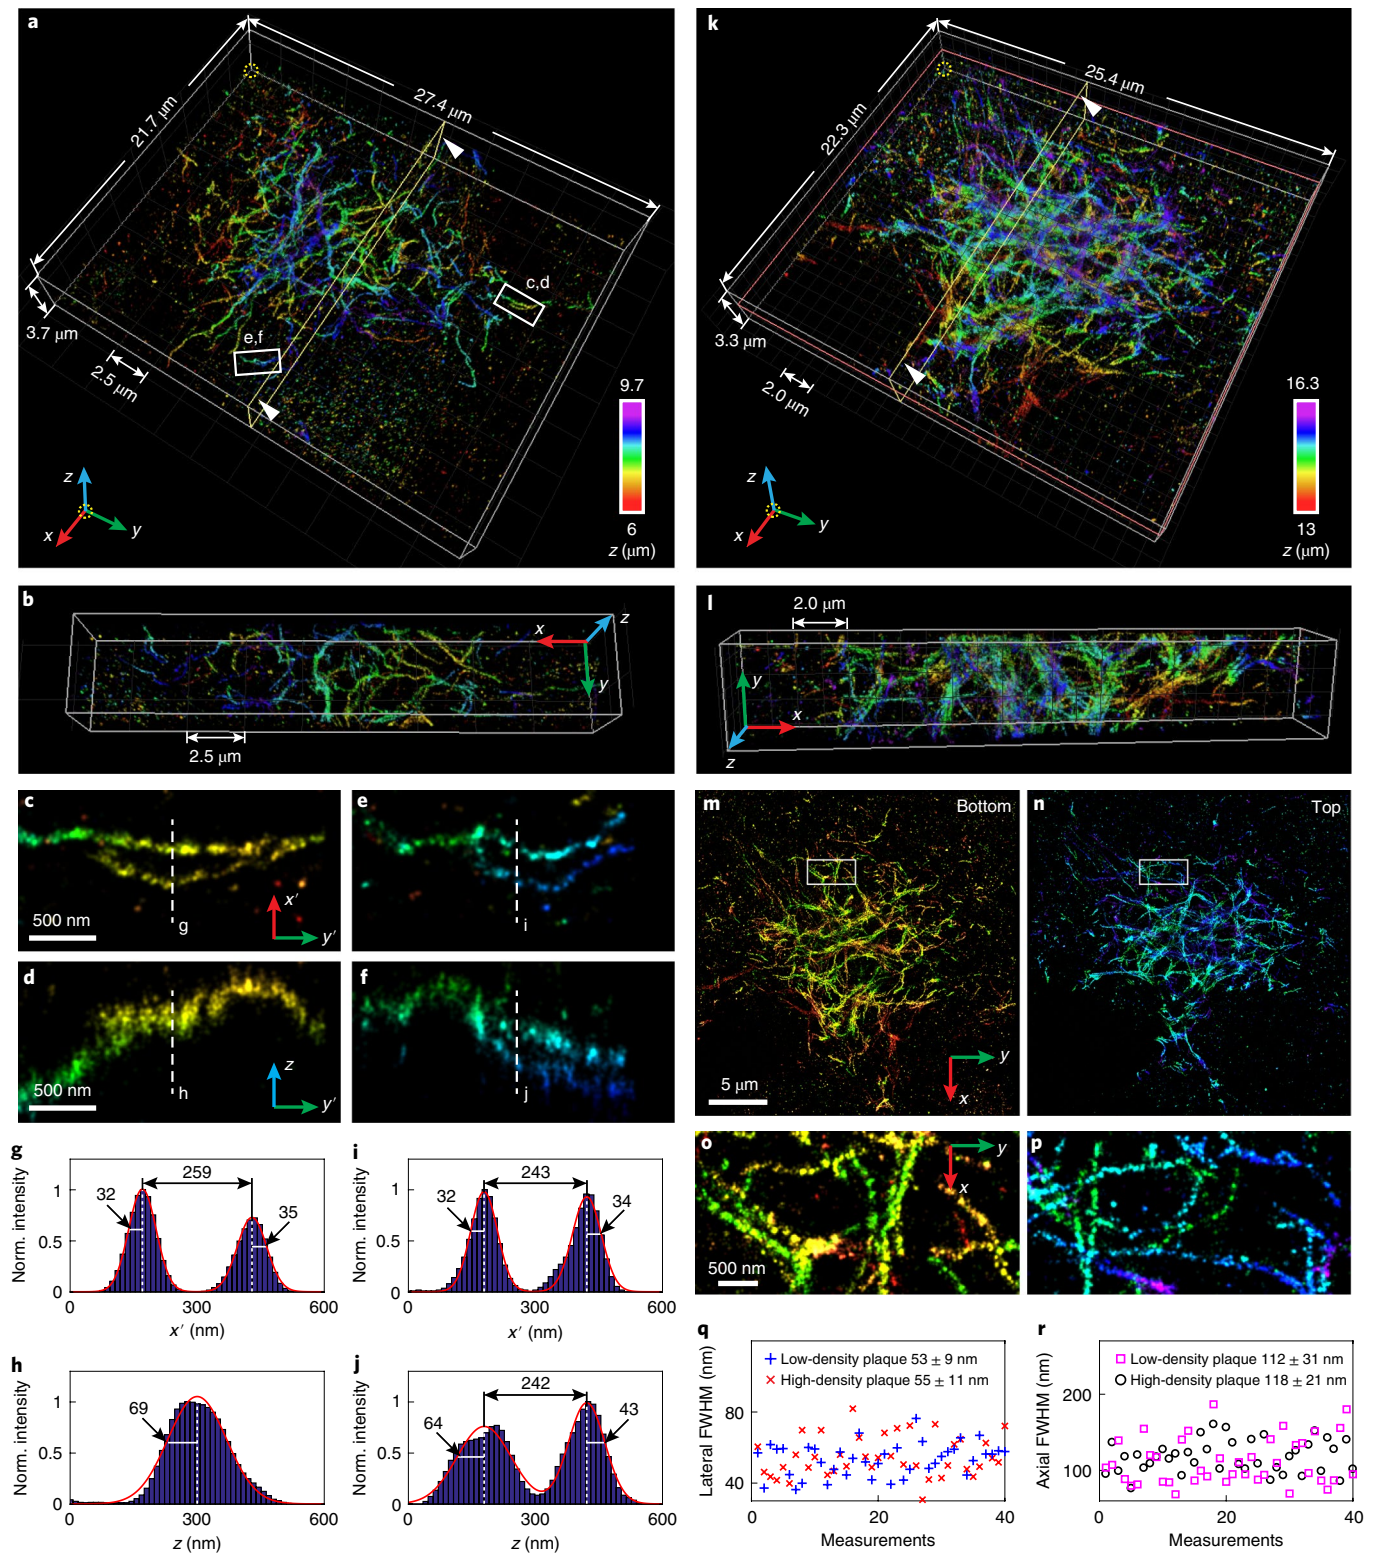 a
21.7 μm
27.4 μm
3.7 μm
2.5 μm
c,d
e,f
9.7
6
z (μm)
z
x
y
k
22.3 μm
25.4 μm
3.3 μm
2.0 μm
16.3
13
z (μm)
z
x
y
b
x
z
y
2.5 μm
l
2.0 μm
y
x
z
c
g
500 nm
x′
y′
e
i
d
h
500 nm
z
y′
f
j
m
Bottom
5 μm
y
x
n
Top
o
500 nm
y
x
p
g
Norm. intensity
1
0.5
0
32
259
35
0
300
600
x′ (nm)
i
Norm. intensity
1
0.5
0
32
243
34
0
300
600
x′ (nm)
h
Norm. intensity
1
0.5
0
69
0
300
600
z (nm)
j
Norm. intensity
1
0.5
0
64
242
43
0
300
600
z (nm)
q
Lateral FWHM (nm)
80
40
Low-density plaque 53 ± 9 nm
High-density plaque 55 ± 11 nm
0
20
40
Measurements
r
Axial FWHM (nm)
200
100
Low-density plaque 112 ± 31 nm
High-density plaque 118 ± 21 nm
0
20
40
Measurements